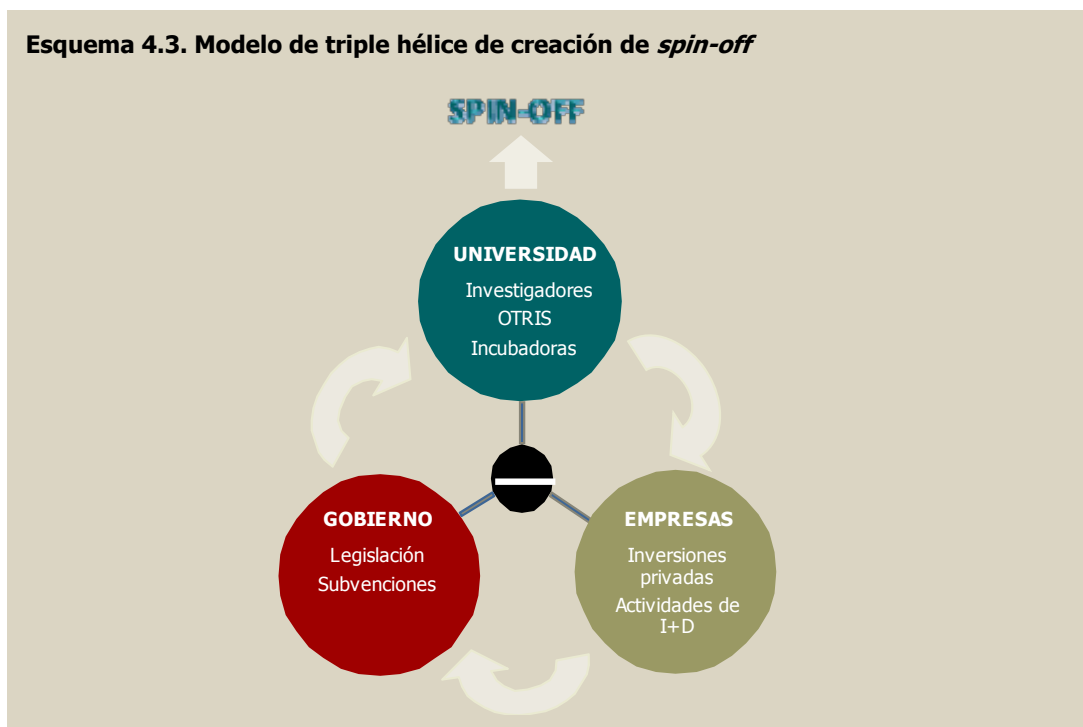 Esquema 4.3. Modelo de triple hélice de creación de spin-off
SPIN-OFF
UNIVERSIDAD
Investigadores
OTRIS
Incubadoras
GOBIERNO
Legislación
Subvenciones
EMPRESAS
Inversiones
privadas
Actividades de
I+D